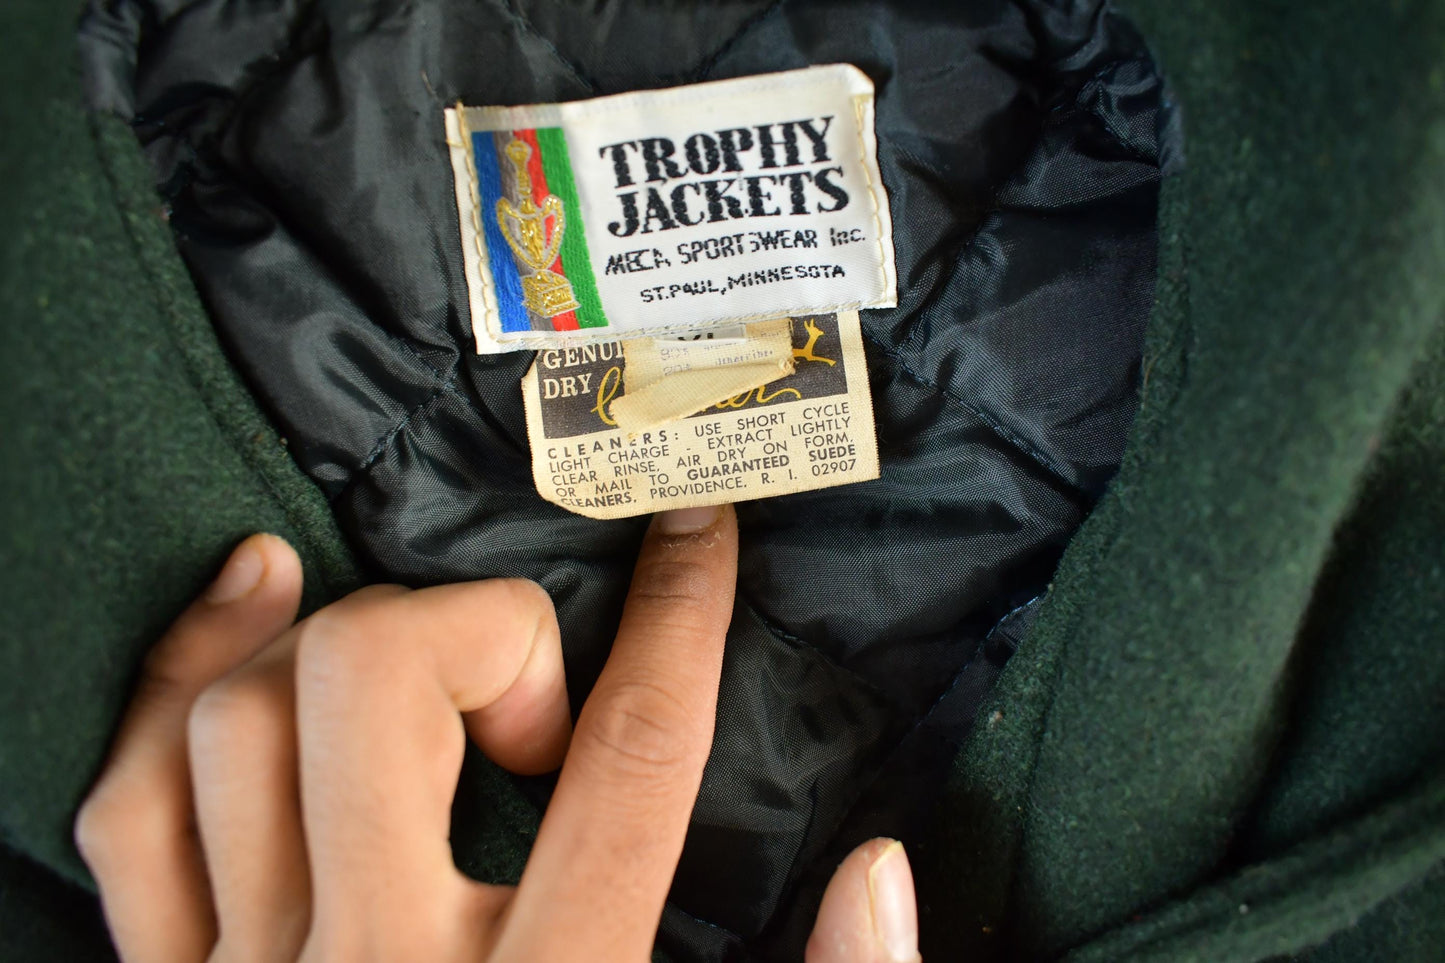 TROPHY
JACKETS
MECA SPORTSWEAR Inc.
ST. PAUL, MINNESOTA
GENUI
DRY
CLEANERS: USE SHORT CYCLE
LIGHT CHARGE, EXTRACT LIGHTLY
CLEAR RINSE, AIR DRY ON FORM.
OR MAIL TO GUARANTEED SUEDE
CLEANERS, PROVIDENCE, R. I. 02907